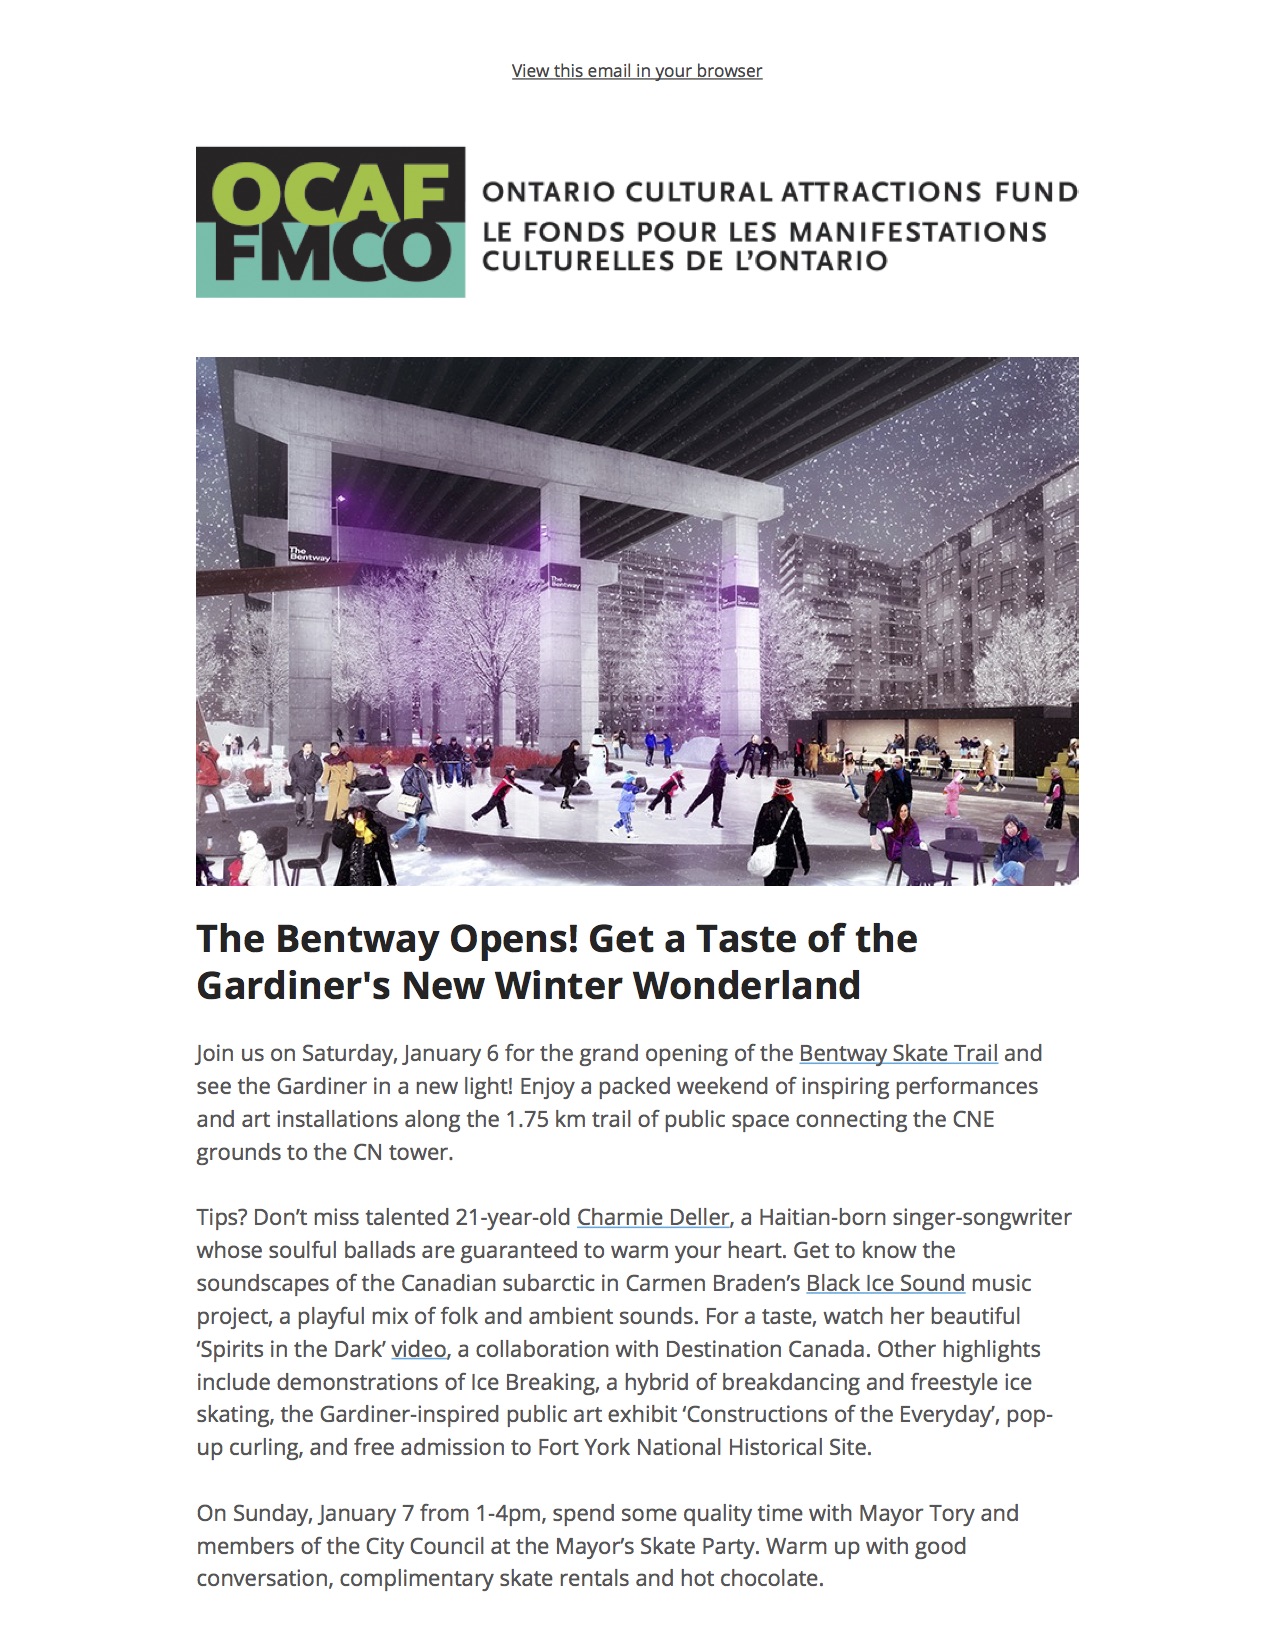 View this email in your browser
OCAF
FMCO
ONTARIO CULTURAL ATTRACTIONS FUND
LE FONDS POUR LES MANIFESTATIONS
CULTURELLES DE L'ONTARIO
The
Bentway
The
Bentway
The
Bentway
The Bentway Opens! Get a Taste of the
Gardiner's New Winter Wonderland
Join us on Saturday, January 6 for the grand opening of the Bentway Skate Trail and
see the Gardiner in a new light! Enjoy a packed weekend of inspiring performances
and art installations along the 1.75 km trail of public space connecting the CNE
grounds to the CN tower.
Tips? Don’t miss talented 21-year-old Charmie Deller, a Haitian-born singer-songwriter
whose soulful ballads are guaranteed to warm your heart. Get to know the
soundscapes of the Canadian subarctic in Carmen Braden’s Black Ice Sound music
project, a playful mix of folk and ambient sounds. For a taste, watch her beautiful
‘Spirits in the Dark’ video, a collaboration with Destination Canada. Other highlights
include demonstrations of Ice Breaking, a hybrid of breakdancing and freestyle ice
skating, the Gardiner-inspired public art exhibit ‘Constructions of the Everyday’, pop-
up curling, and free admission to Fort York National Historical Site.
On Sunday, January 7 from 1-4pm, spend some quality time with Mayor Tory and
members of the City Council at the Mayor’s Skate Party. Warm up with good
conversation, complimentary skate rentals and hot chocolate.